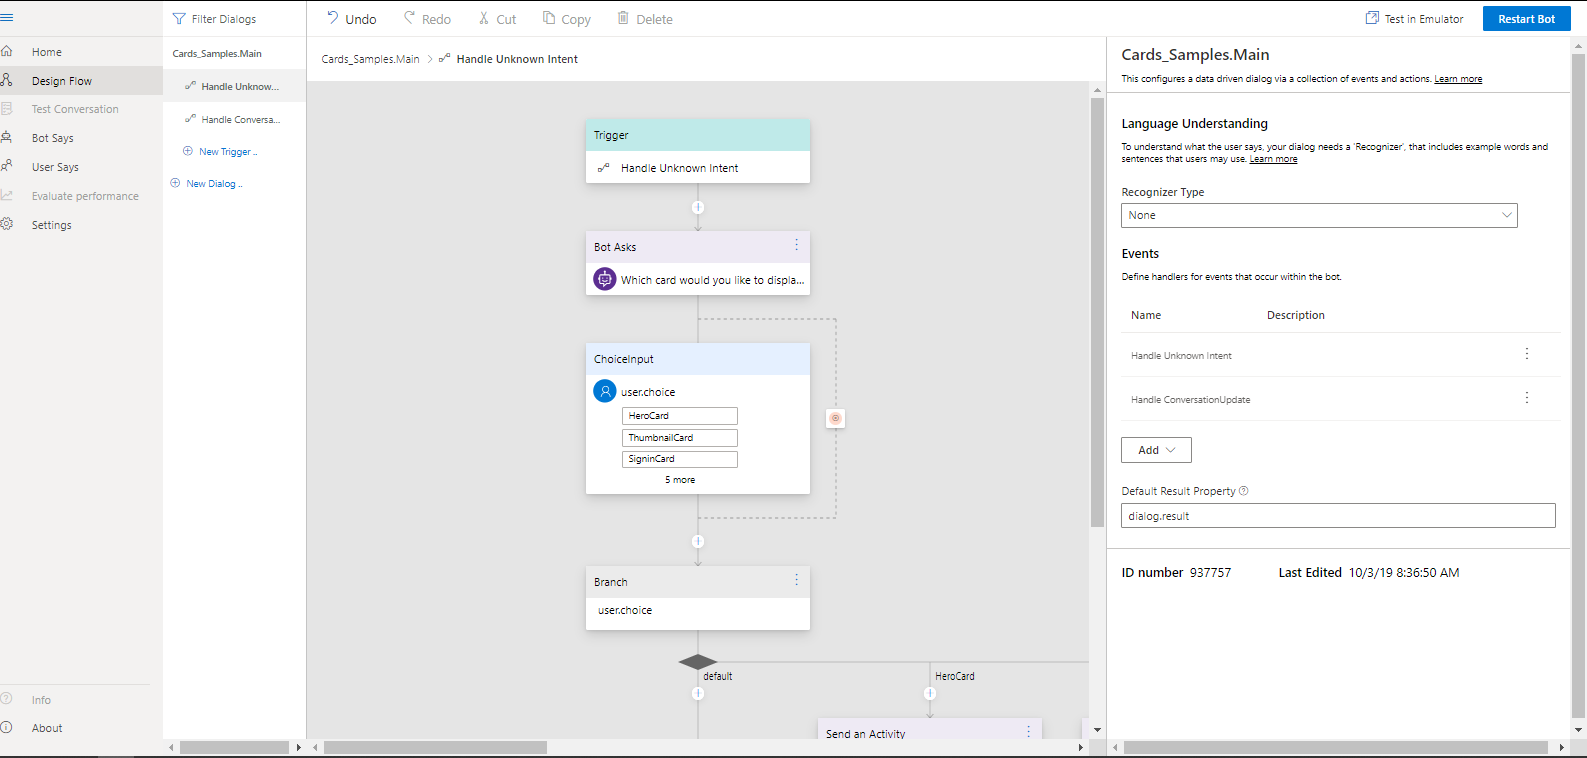 Home
Design Flow
Test Conversation
Bot Says
User Says
Evaluate performance
Settings
Info
About
Filter Dialogs
Cards_Samples.Main
Handle Unknow...
Handle Conversa...
New Trigger ..
New Dialog ..
Undo
Redo
Cut
Copy
Delete
Test in Emulator
Restart Bot
Cards_Samples.Main > Handle Unknown Intent
Trigger
Handle Unknown Intent
Bot Asks
Which card would you like to displa...
ChoiceInput
user.choice
HeroCard
ThumbnailCard
SigninCard
5 more
Branch
user.choice
default
HeroCard
Send an Activity
Cards_Samples.Main
This configures a data driven dialog via a collection of events and actions. Learn more
Language Understanding
To understand what the user says, your dialog needs a 'Recognizer', that includes example words and
sentences that users may use. Learn more
Recognizer Type
None
Events
Define handlers for events that occur within the bot.
Name Description
Handle Unknown Intent
Handle ConversationUpdate
Add
Default Result Property
dialog.result
ID number 937757 Last Edited 10/3/19 8:36:50 AM